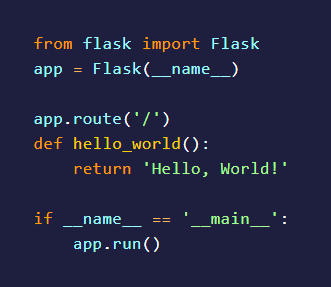 from flask import Flask
app = Flask(__name__)

app.route('/')
def hello_world():
    return 'Hello, World!'

if __name__ == '__main__':
    app.run()